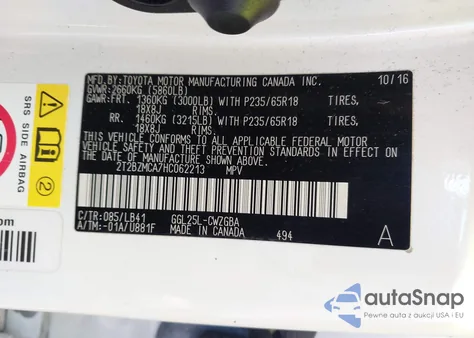 MFD.BY:TOYOTA MOTOR MANUFACTURING CANADA INC. 10/16
GVWR: 2660KG (5860LB)
GAWR:FRT. 1360KG (3000LB) WITH P235/65R18 TIRES,
18X8J RIMS.
RR. 1460KG (3215LB) WITH P235/65R18 TIRES,
18X8J RIMS.
THIS VEHICLE CONFORMS TO ALL APPLICABLE FEDERAL MOTOR
VEHICLE SAFETY AND THEFT PREVENTION STANDARDS IN
EFFECT ON THE DATE OF MANUFACTURE SHOWN ABOVE.
2T2BZMCA7HC062213 MPV
C/TR:085/LB41 GGL25L-CWZGBA
A/TM:-01A/U881F MADE IN CANADA 494 A
SRS SIDE AIRBAG
2
om
autoSnap
Pewne auta z aukcji USA i EU